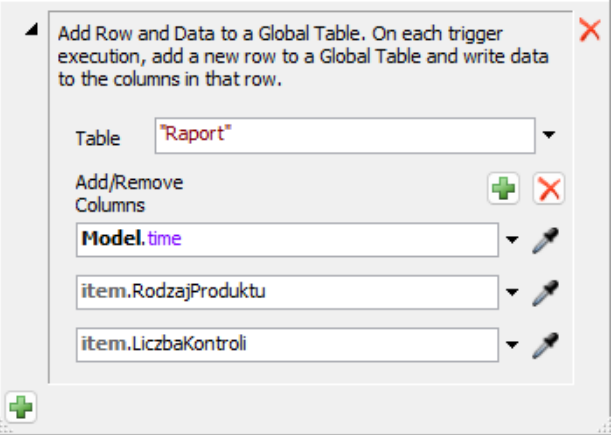 Add Row and Data to a Global Table. On each trigger
execution, add a new row to a Global Table and write data
to the columns in that row.
Table "Raport"
Add/Remove
Columns
Model.time
item.RodzajProduktu
item.LiczbaKontroli